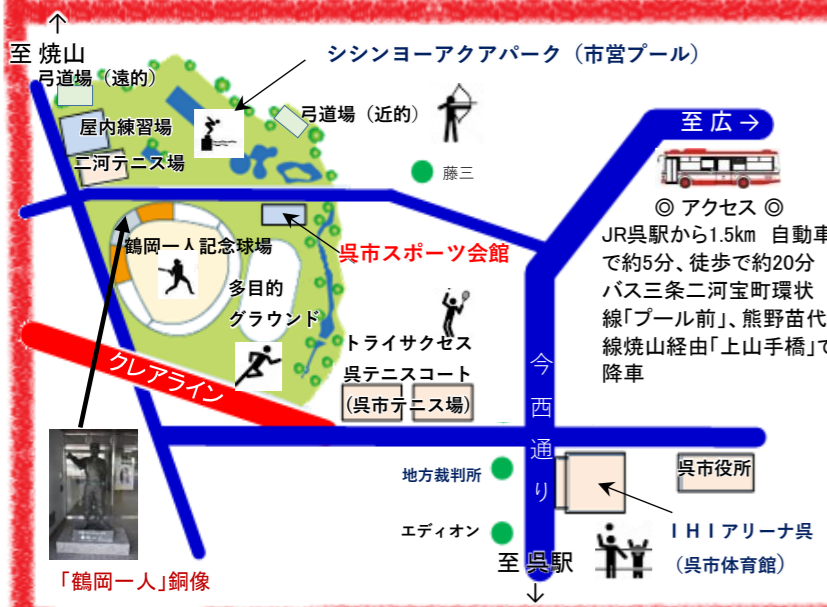 ↑
至 焼山
弓道場（遠的）
シシンヨーアクアパーク（市営プール）
屋内練習場
弓道場（近的）
二河テニス場
藤三
至 広 →
◎ アクセス ◎
JR呉駅から1.5km 自動車
で約5分、徒歩で約20分
バス三条二河宝町環状
線「プール前」、熊野苗代
線焼山経由「上山手橋」で
降車
鶴岡一人記念球場
呉市スポーツ会館
多目的
グラウンド
クレアライン
トライサクセス
呉テニスコート
(呉市テニス場)
今西通り
地方裁判所
呉市役所
エディオン
ＩＨＩアリーナ呉
（呉市体育館）
至 呉駅
↓
「鶴岡一人」銅像